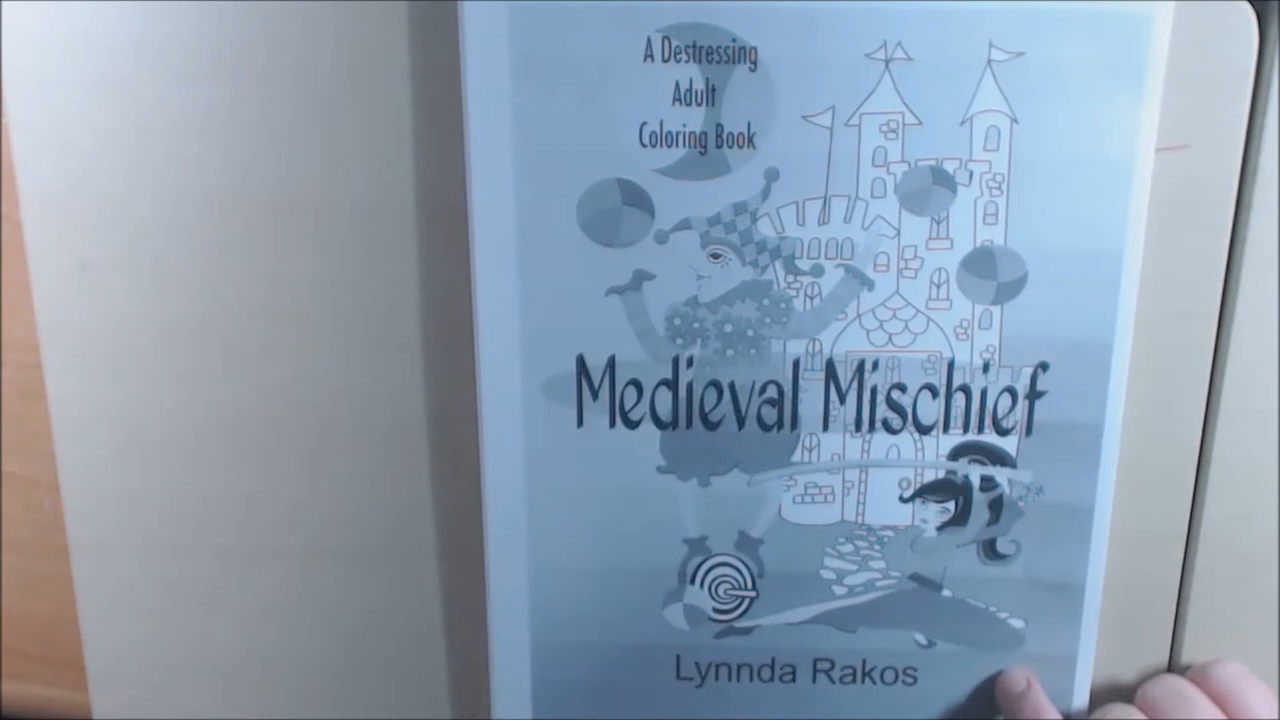 A Destressing
Adult
Coloring Book
Medieval Mischief
Lynnda Rakos